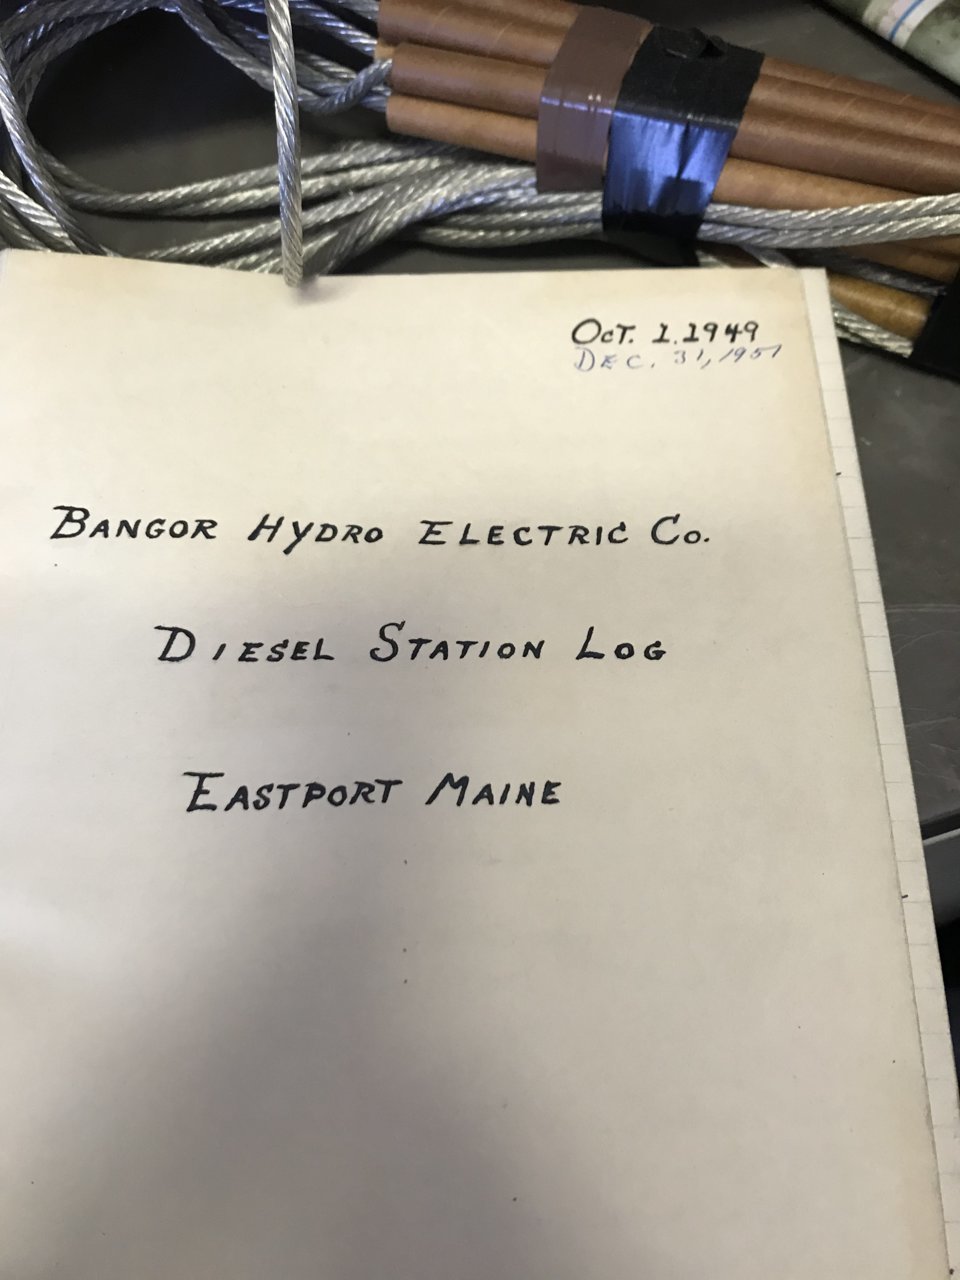 Oct. 1.1949
DEC. 31, 1951
BANGOR HYDRO ELECTRIC Co.
DIESEL STATION LOG
EASTPORT MAINE